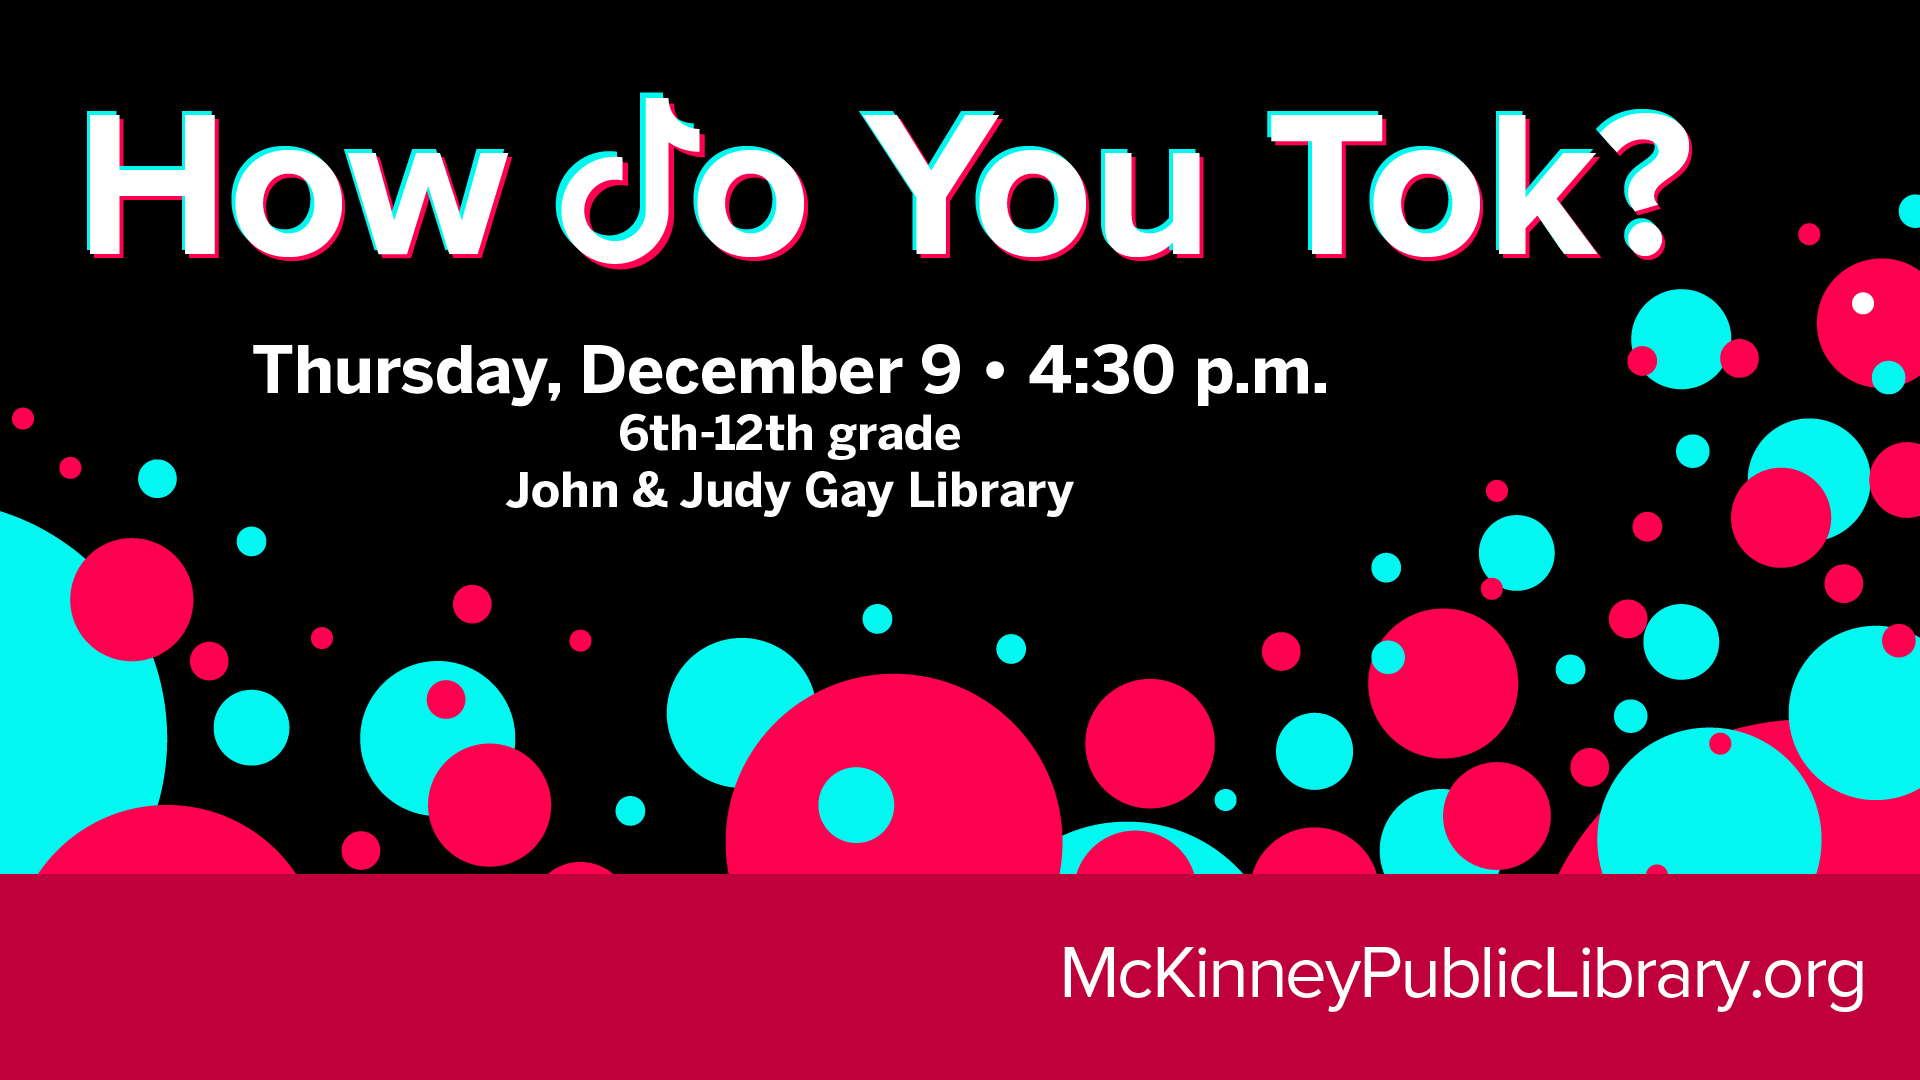 How do You Tok?
Thursday, December 9 • 4:30 p.m.
6th-12th grade
John & Judy Gay Library
McKinneyPublicLibrary.org